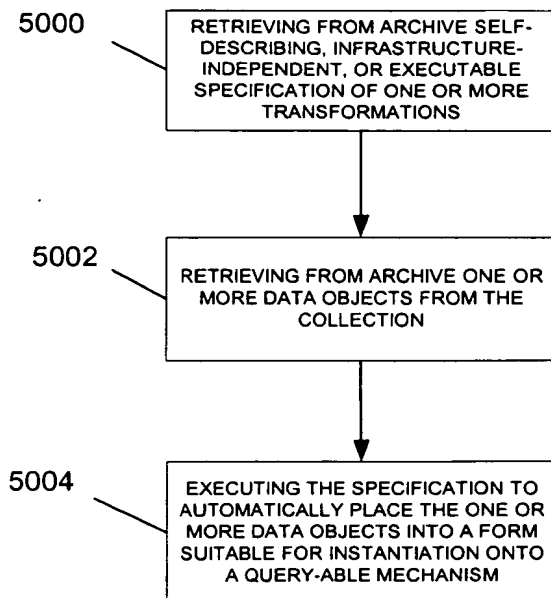 5000
RETRIEVING FROM ARCHIVE SELF-
DESCRIBING, INFRASTRUCTURE-
INDEPENDENT, OR EXECUTABLE
SPECIFICATION OF ONE OR MORE
TRANSFORMATIONS
5002
RETRIEVING FROM ARCHIVE ONE OR
MORE DATA OBJECTS FROM THE
COLLECTION
5004
EXECUTING THE SPECIFICATION TO
AUTOMATICALLY PLACE THE ONE OR
MORE DATA OBJECTS INTO A FORM
SUITABLE FOR INSTANTIATION ONTO
A QUERY-ABLE MECHANISM